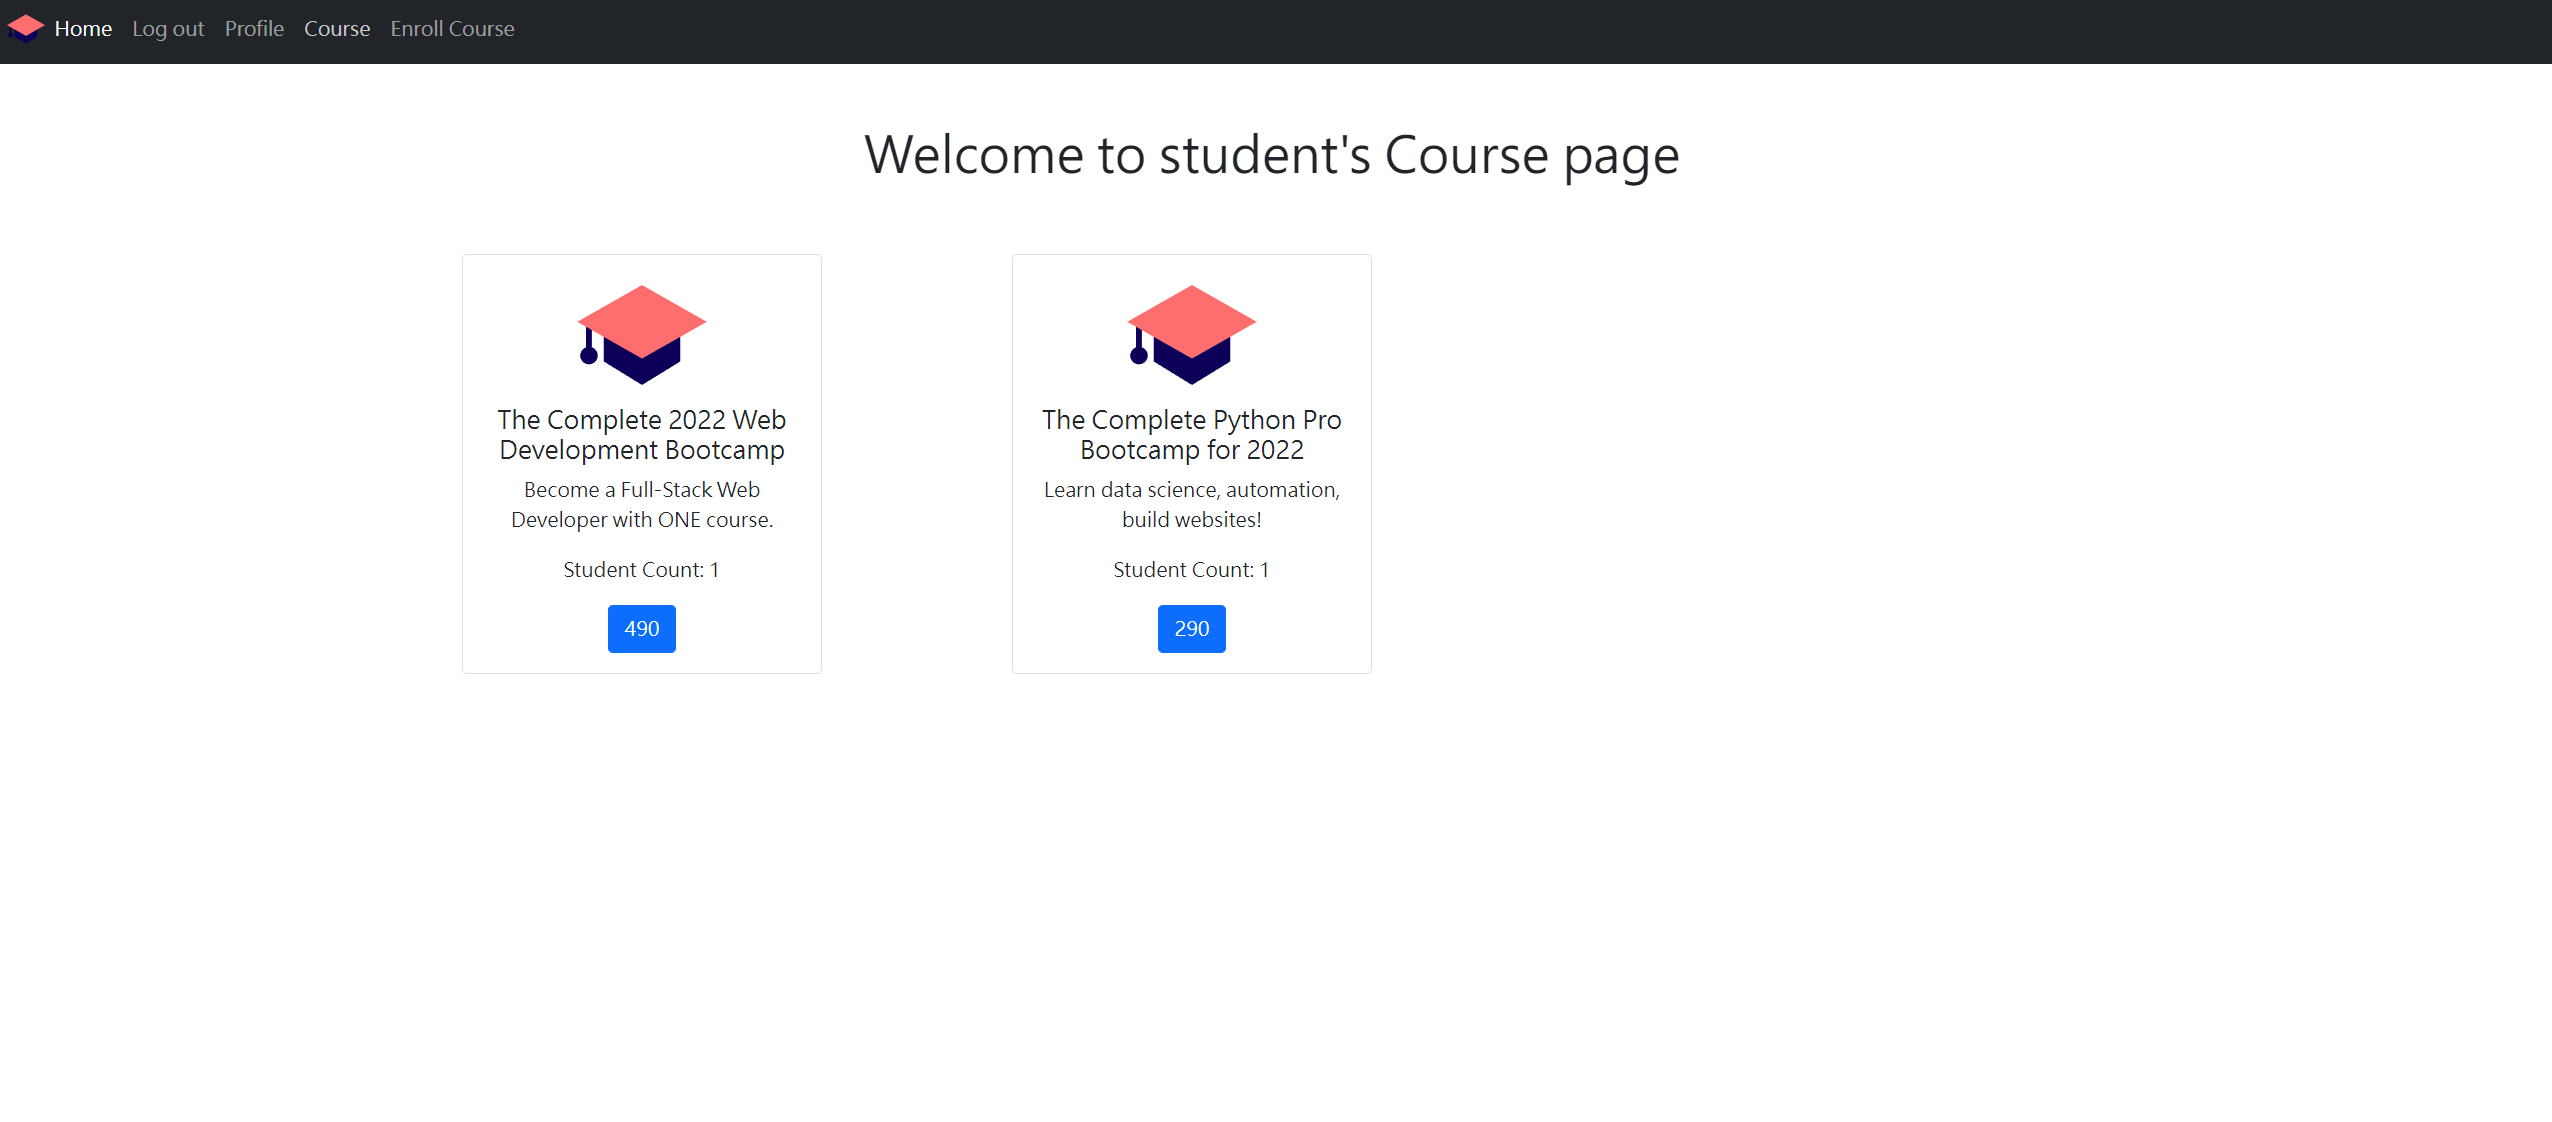 Home Log out Profile Course Enroll Course
Welcome to student's Course page
The Complete 2022 Web
Development Bootcamp
Become a Full-Stack Web
Developer with ONE course.
Student Count: 1
490
The Complete Python Pro
Bootcamp for 2022
Learn data science, automation,
build websites!
Student Count: 1
290